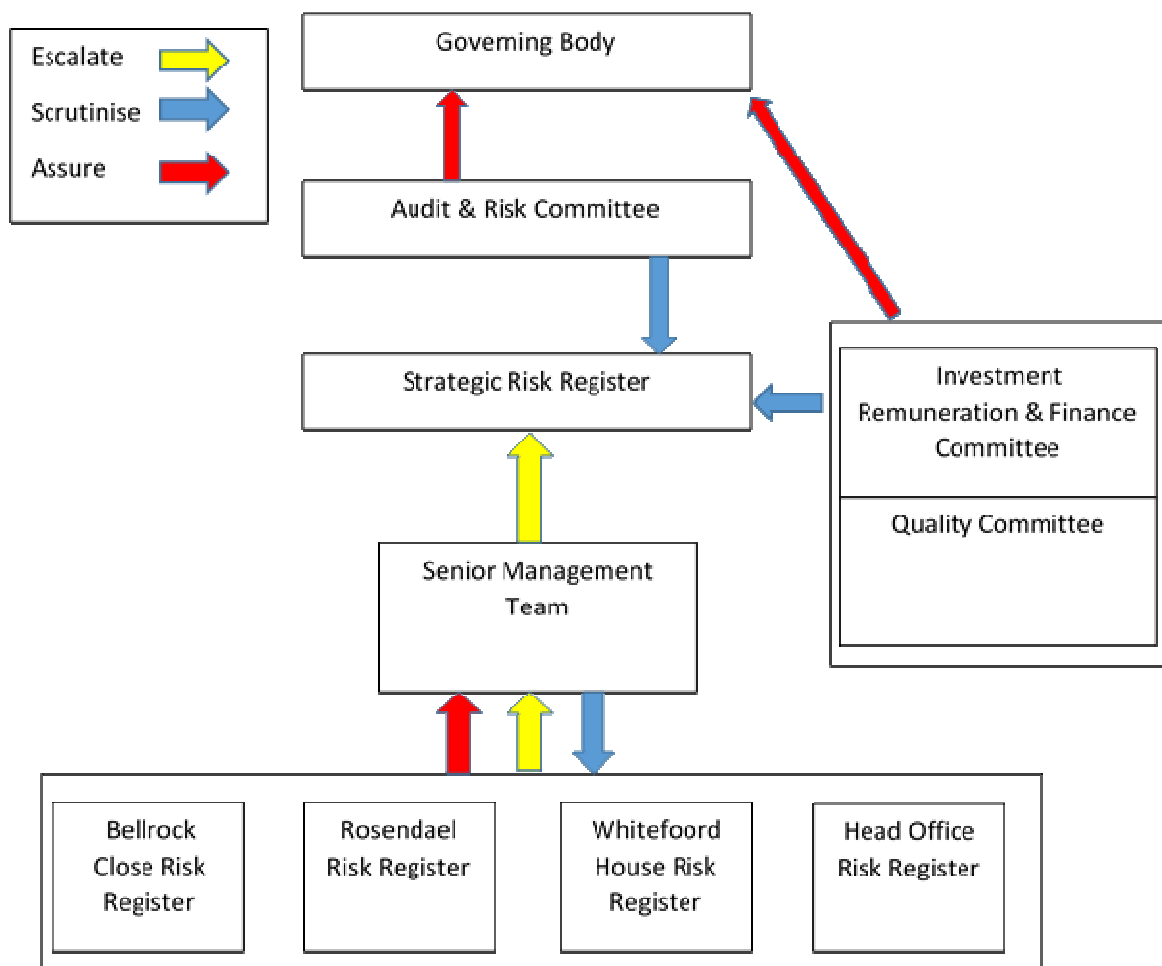 Escalate
Scrutinise
Assure
Governing Body
Audit & Risk Committee
Strategic Risk Register
Investment
Remuneration & Finance
Committee
Quality Committee
Senior Management
Team
Bellrock
Close Risk
Register
Rosendael
Risk Register
Whitefoord
House Risk
Register
Head Office
Risk Register